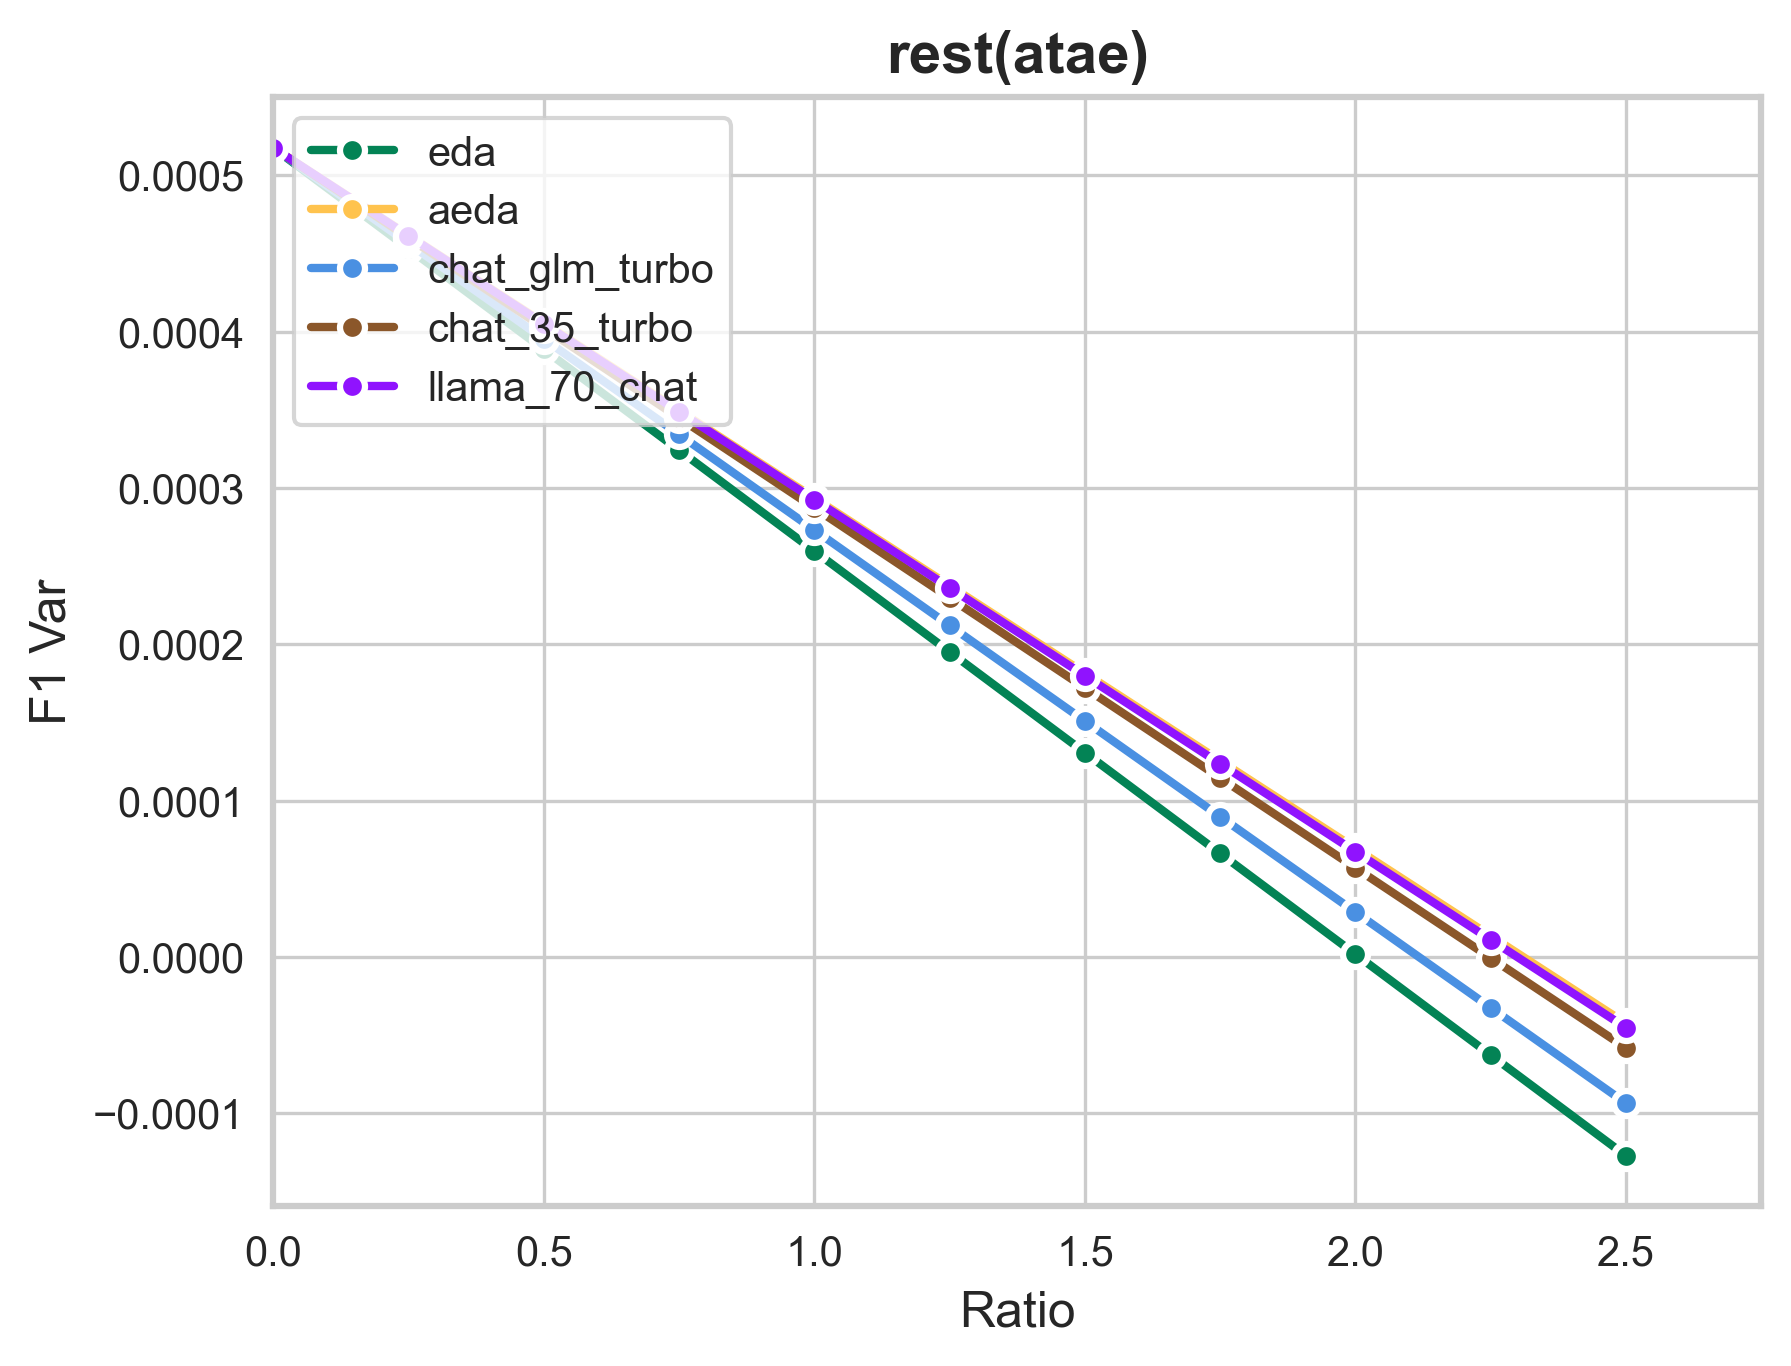 rest(atae)
eda
aeda
chat_glm_turbo
chat_35_turbo
llama_70_chat
0.0005
0.0004
0.0003
0.0002
0.0001
0.0000
−0.0001
F1 Var
0.0 0.5 1.0 1.5 2.0 2.5
Ratio